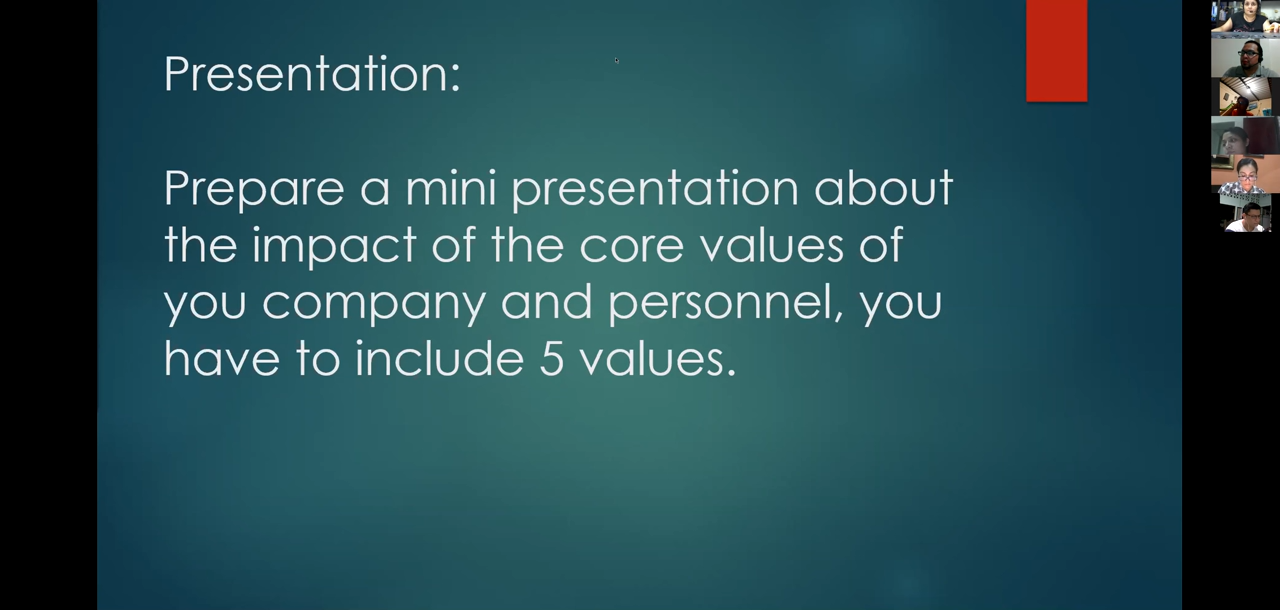 Presentation:
Prepare a mini presentation about
the impact of the core values of
you company and personnel, you
have to include 5 values.